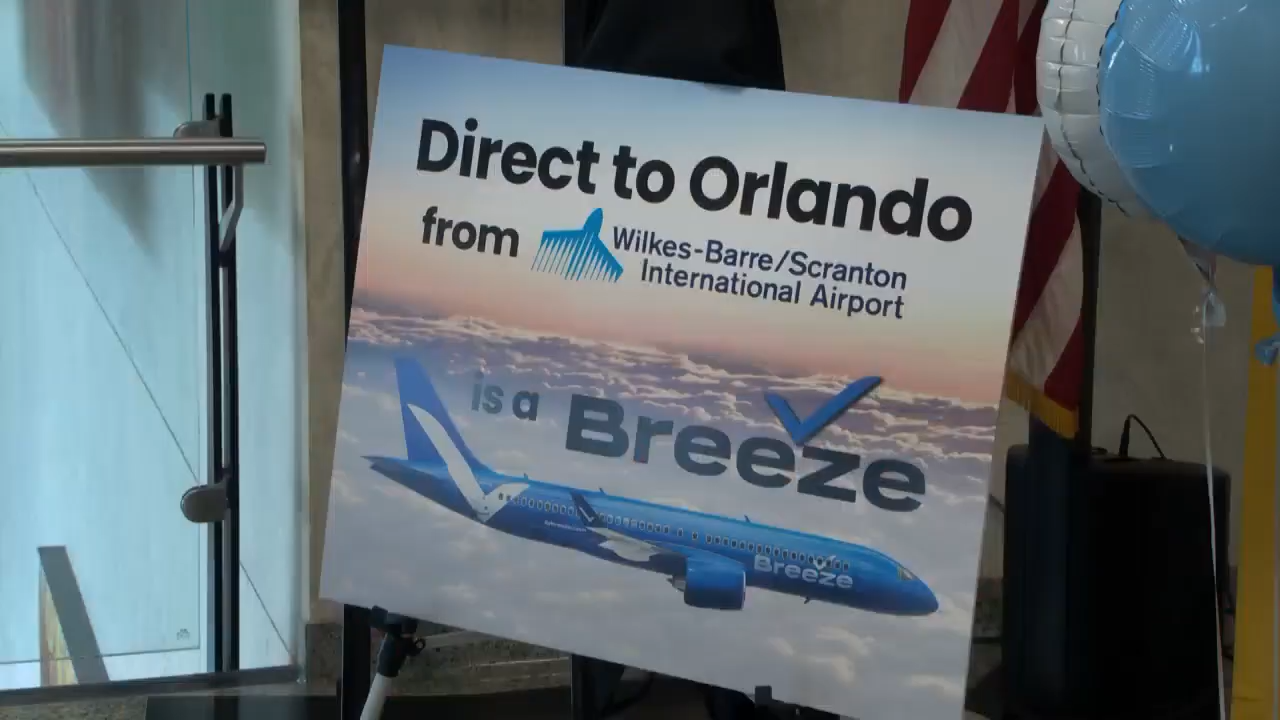 Direct to Orlando
from Wilkes-Barre/Scranton
International Airport
is a Breeze
Breeze